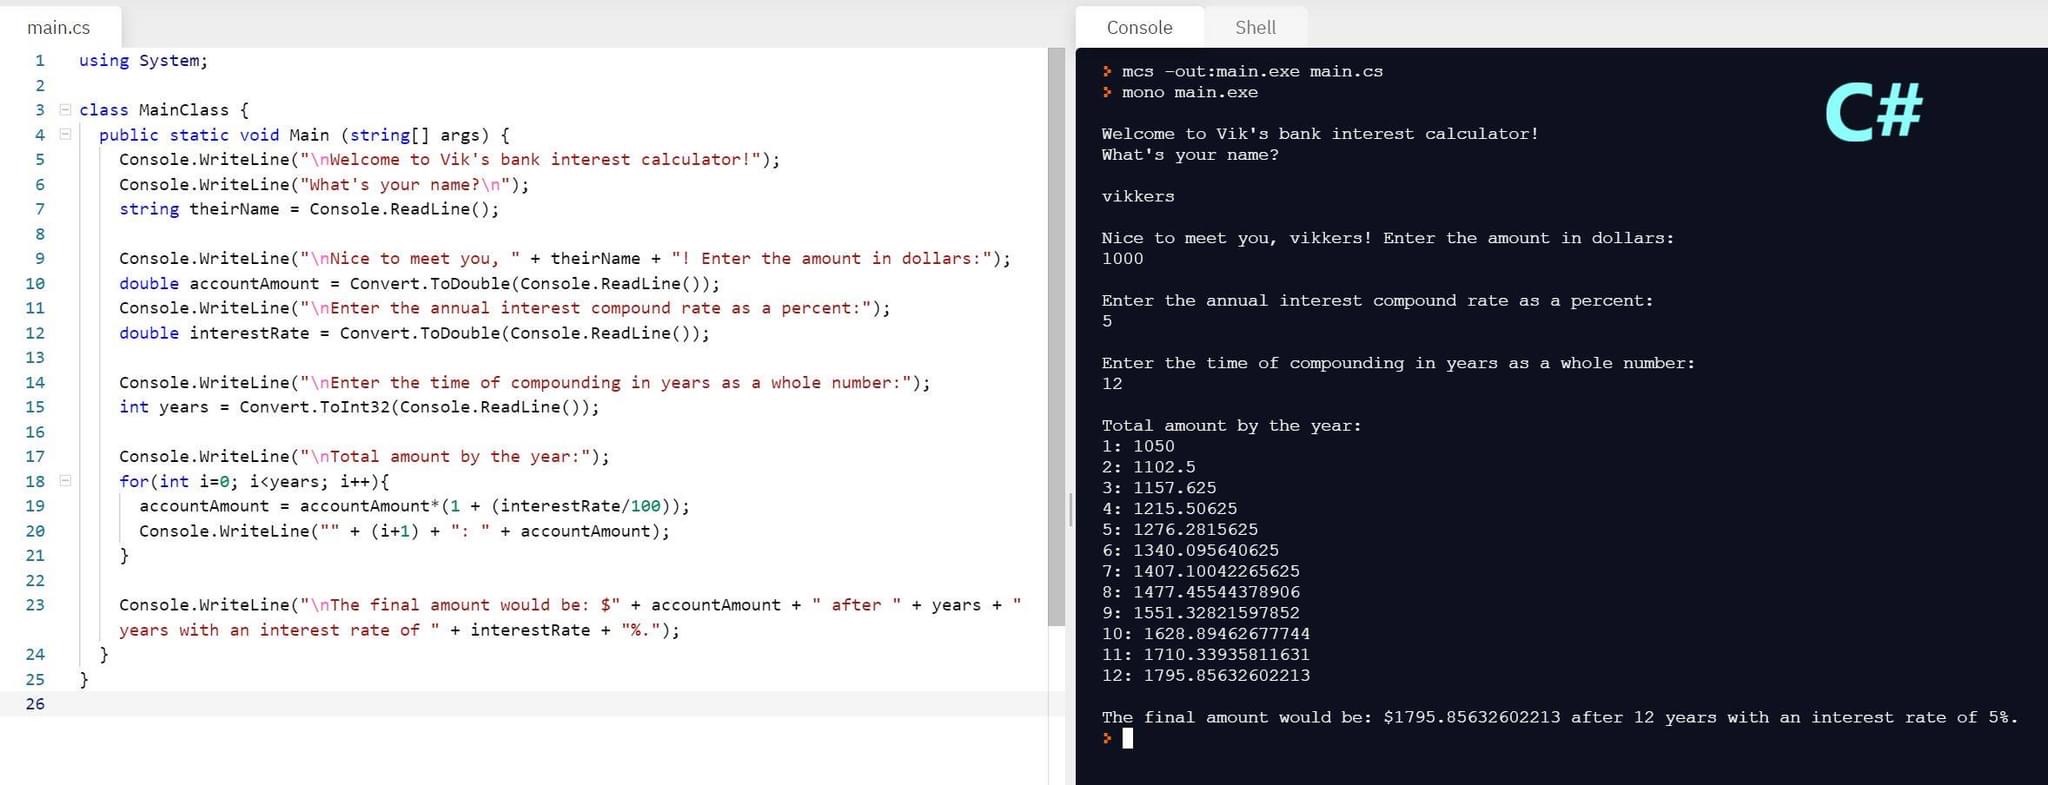 main.cs
1 using System;
2
3 class MainClass {
4 public static void Main (string[] args) {
5 Console.WriteLine("\nWelcome to Vik's bank interest calculator!");
6 Console.WriteLine("What's your name?\n");
7 string theirName = Console.ReadLine();
8
9 Console.WriteLine("\nNice to meet you, " + theirName + "! Enter the amount in dollars:");
10 double accountAmount = Convert.ToDouble(Console.ReadLine());
11 Console.WriteLine("\nEnter the annual interest compound rate as a percent:");
12 double interestRate = Convert.ToDouble(Console.ReadLine());
13
14 Console.WriteLine("\nEnter the time of compounding in years as a whole number:");
15 int years = Convert.ToInt32(Console.ReadLine());
16
17 Console.WriteLine("\nTotal amount by the year:");
18 for(int i=0; i<years; i++){
19 accountAmount = accountAmount*(1 + (interestRate/100));
20 Console.WriteLine("" + (i+1) + ": " + accountAmount);
21 }
22
23 Console.WriteLine("\nThe final amount would be: $" + accountAmount + " after " + years + "
years with an interest rate of " + interestRate + "%.");
24 }
25 }
26
Console Shell
> mcs -out:main.exe main.cs
> mono main.exe
C#
Welcome to Vik's bank interest calculator!
What's your name?
vikkers
Nice to meet you, vikkers! Enter the amount in dollars:
1000
Enter the annual interest compound rate as a percent:
5
Enter the time of compounding in years as a whole number:
12
Total amount by the year:
1: 1050
2: 1102.5
3: 1157.625
4: 1215.50625
5: 1276.2815625
6: 1340.095640625
7: 1407.10042265625
8: 1477.45544378906
9: 1551.32821597852
10: 1628.89462677744
11: 1710.33935811631
12: 1795.85632602213
The final amount would be: $1795.85632602213 after 12 years with an interest rate of 5%.
>